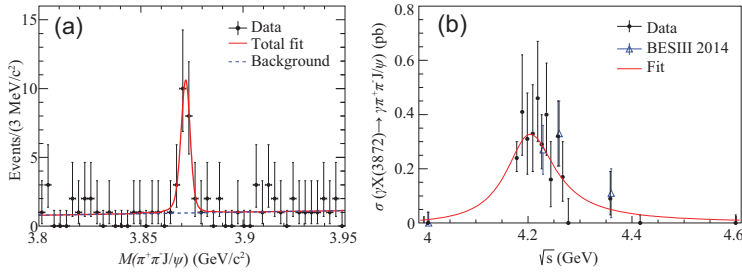 (a)
Data
Total fit
Background
Events/(3 MeV/c²)
15
10
5
0
3.8
3.85
3.9
3.95
M(π⁺π⁻J/ψ) (GeV/c²)
(b)
Data
BESIII 2014
Fit
σ (γX(3872)→ γπ⁺π⁻J/ψ) (pb)
0.8
0.6
0.4
0.2
0.0
4.0
4.2
4.4
4.6
√s (GeV)